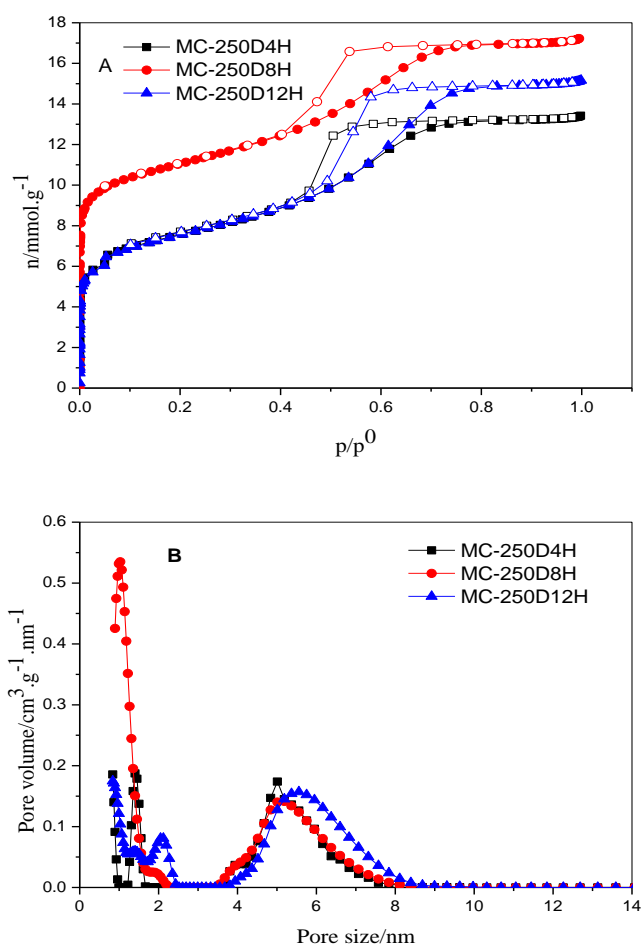 18
16
14
12
10
8
6
4
2
0
n/mmol.g⁻¹
A
MC-250D4H
MC-250D8H
MC-250D12H
0.0 0.2 0.4 0.6 0.8 1.0
p/p⁰
0.6
0.5
0.4
0.3
0.2
0.1
0.0
Pore volume/cm³.g⁻¹.nm⁻¹
B
MC-250D4H
MC-250D8H
MC-250D12H
0 2 4 6 8 10 12 14
Pore size/nm